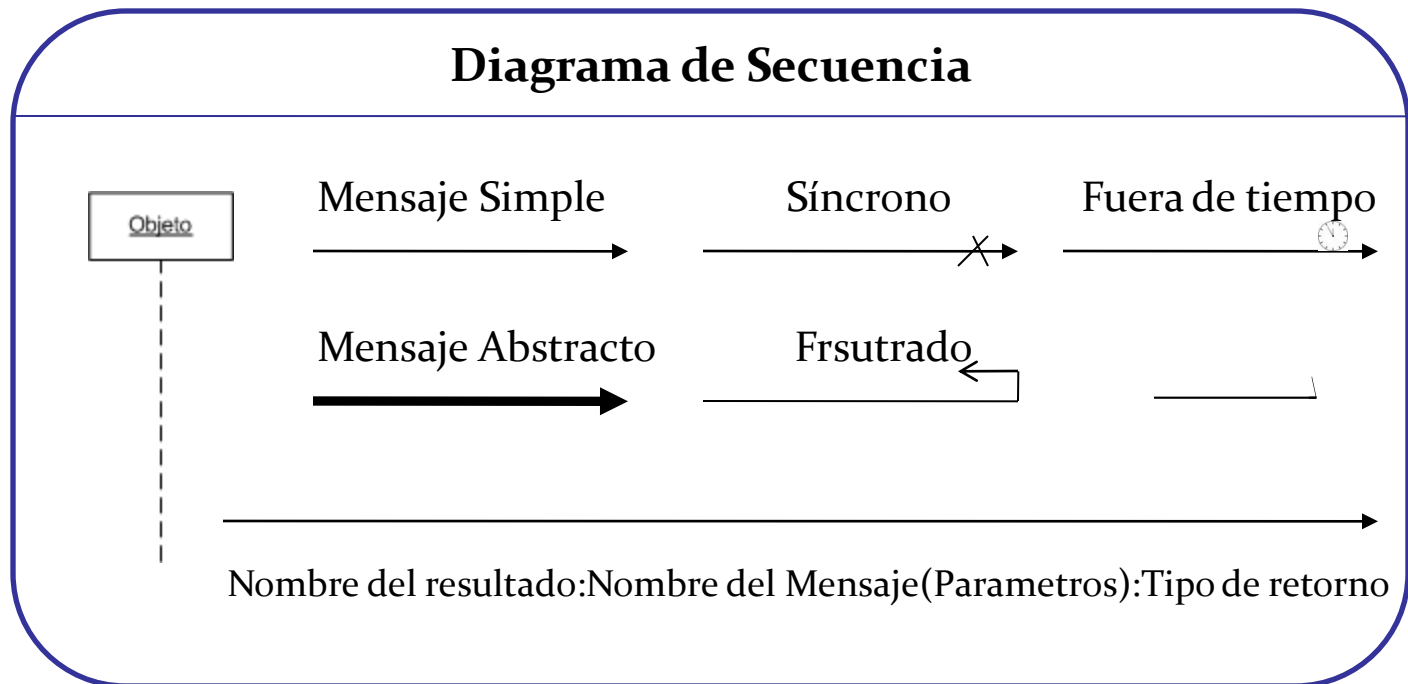 Diagrama de Secuencia
Objeto
Mensaje Simple
Síncrono
Fuera de tiempo
Mensaje Abstracto
Frsutrado
Nombre del resultado:Nombre del Mensaje(Parametros):Tipo de retorno